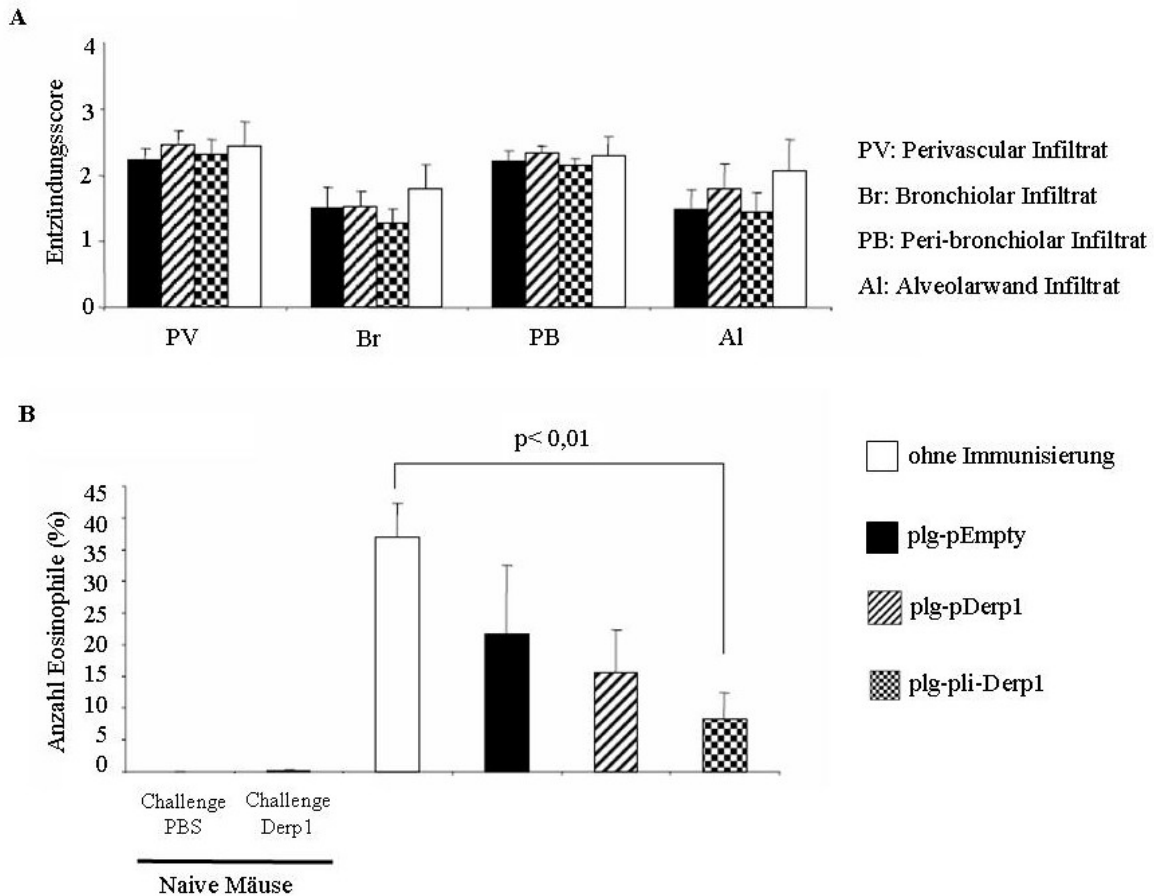 A
Entzündungsscore
4
3
2
1
0
PV
Br
PB
Al
PV: Perivascular Infiltrat
Br: Bronchiolar Infiltrat
PB: Peri-bronchiolar Infiltrat
Al: Alveolarwand Infiltrat
B
p< 0,01
Anzahl Eosinophile (%)
45
40
35
30
25
20
15
10
5
0
Challenge
PBS
Challenge
Derp1
Naive Mäuse
ohne Immunisierung
plg-pEmpty
plg-pDerp1
plg-pli-Derp1